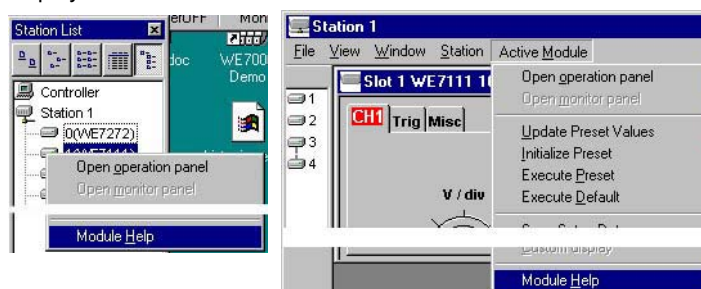 Station List
Controller
Station 1
0(WE7272)
Open operation panel
Open monitor panel
Module Help
doc
WE700
Demo
Station 1
File View Window Station Active Module
Slot 1 WE7111
1
2
3
4
CH1 Trig Misc
V / div
Open operation panel
Open monitor panel
Update Preset Values
Initialize Preset
Execute Preset
Execute Default
Custom display
Module Help